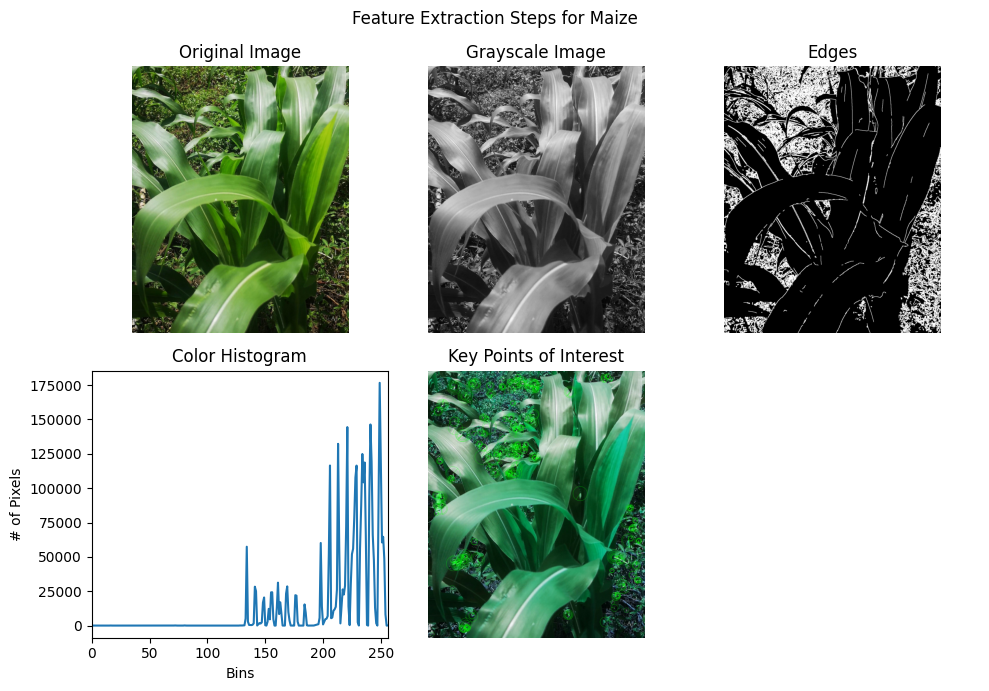 Feature Extraction Steps for Maize
Original Image
Grayscale Image
Edges
Color Histogram
Key Points of Interest
175000
150000
125000
100000
75000
50000
25000
0
# of Pixels
0 50 100 150 200 250
Bins